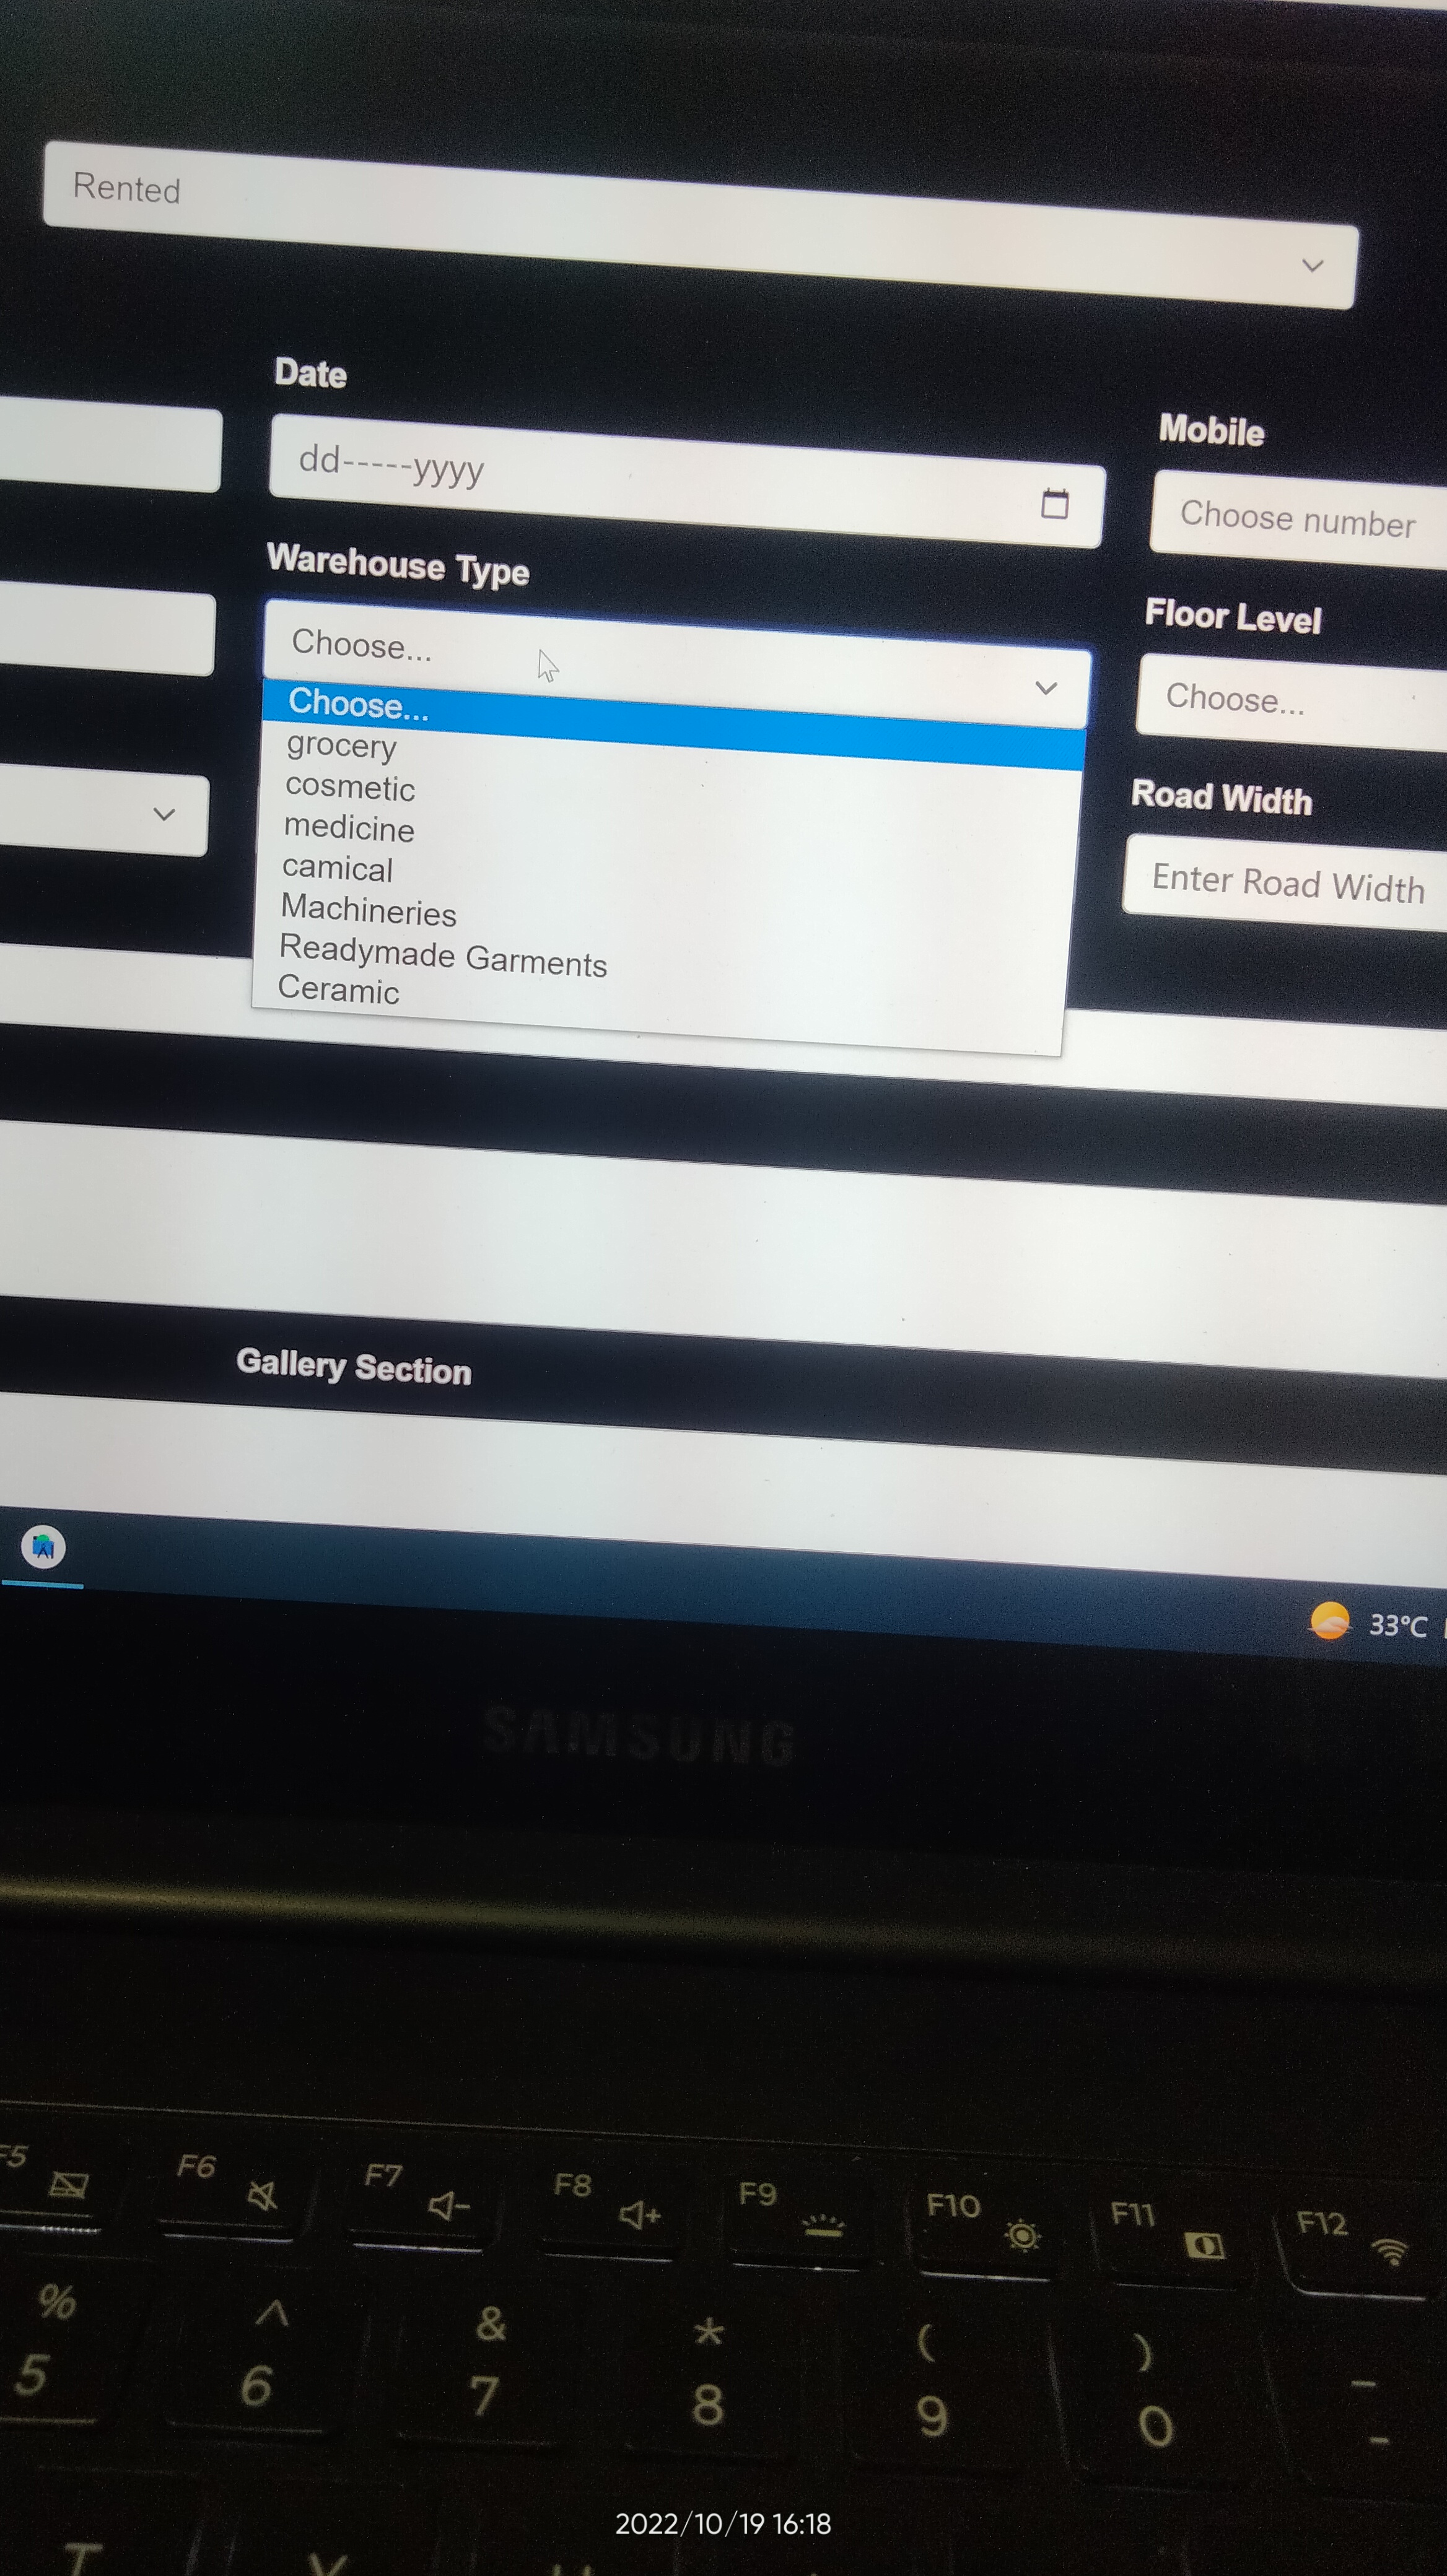 Rented
Date
Mobile
dd-----yyyy
Choose number
Warehouse Type
Floor Level
Choose...
Choose...
Choose...
grocery
cosmetic
medicine
camical
Machineries
Readymade Garments
Ceramic
Road Width
Enter Road Width
Gallery Section
33°C
SAMSUNG
F5 F6 F7 F8 F9 F10 F11 F12
% ^ & * ( ) –
5 6 7 8 9 0 -
T Y
2022/10/19 16:18